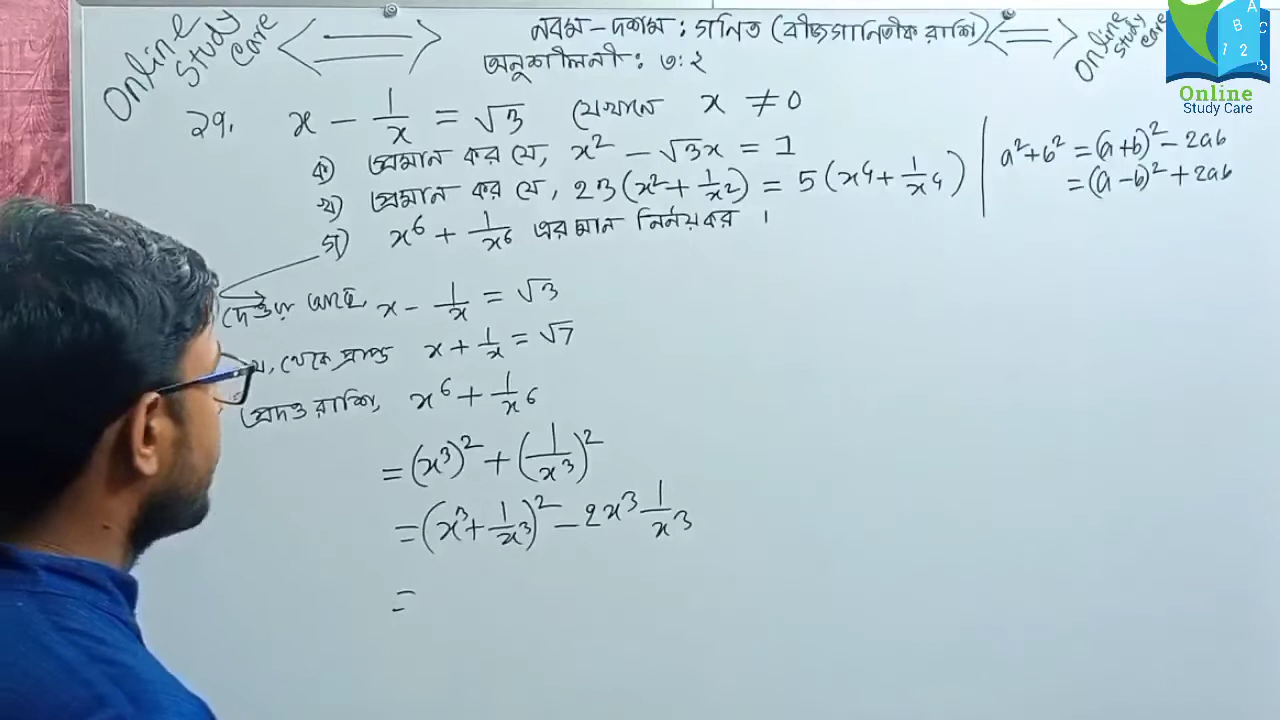 Online Study Care
নবম-দশম : গনিত (বীজগানিতীক রাশি)
Online Study Care
অনুশীলনী : ৩:২
Online
Study Care
২৭. x - 1/x = √3 যেখানে x ≠ 0
ক) প্রমান কর যে, x² - √3x = 1
খ) প্রমান কর যে, 23(x² + 1/x²) = 5(x⁴ + 1/x⁴)
গ) x⁶ + 1/x⁶ এর মান নির্নয় কর ।
a² + b² = (a+b)² - 2ab
= (a-b)² + 2ab
দেওয়া আছে, x - 1/x = √3
খ, থেকে প্রাপ্ত x + 1/x = √7
প্রদত্ত রাশি, x⁶ + 1/x⁶
= (x³)² + (1/x³)²
= (x³ + 1/x³)² - 2x³ 1/x³
=